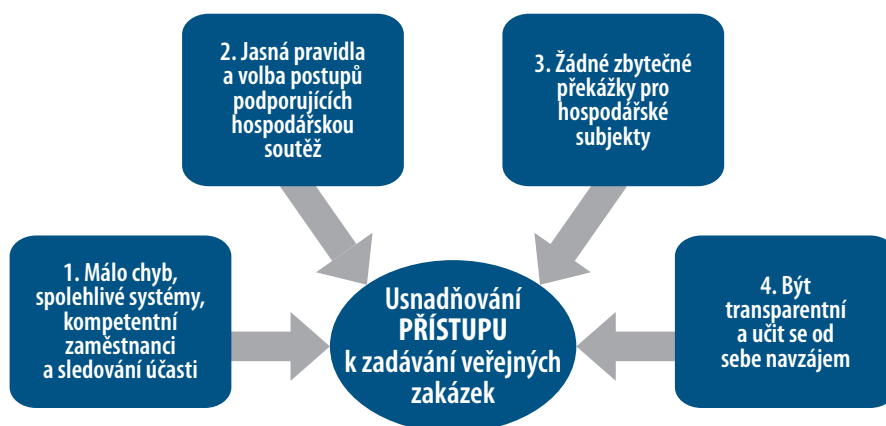 1. Málo chyb,
spolehlivé systémy,
kompetentní
zaměstnanci
a sledování účasti
2. Jasná pravidla
a volba postupů
podporujících
hospodářskou
soutěž
3. Žádné zbytečné
překážky pro
hospodářské
subjekty
4. Být
transparentní
a učit se od
sebe navzájem
Usnadňování
PŘÍSTUPU
k zadávání veřejných
zakázek